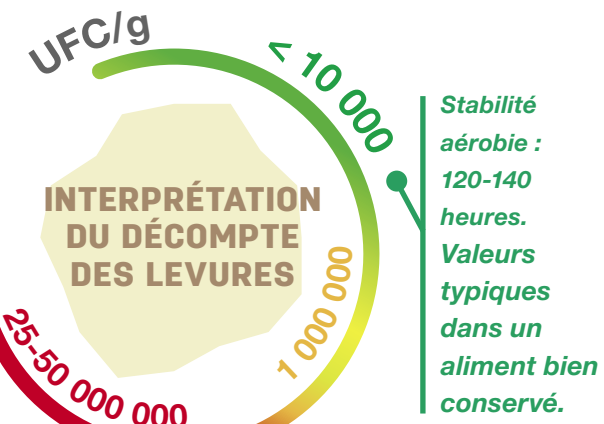 UFC/g
< 10 000
Stabilité
aérobie :
120-140
heures.
Valeurs
typiques
dans un
aliment bien
conservé.
INTERPRÉTATION
DU DÉCOMPTE
DES LEVURES
1 000 000
25-50 000 000